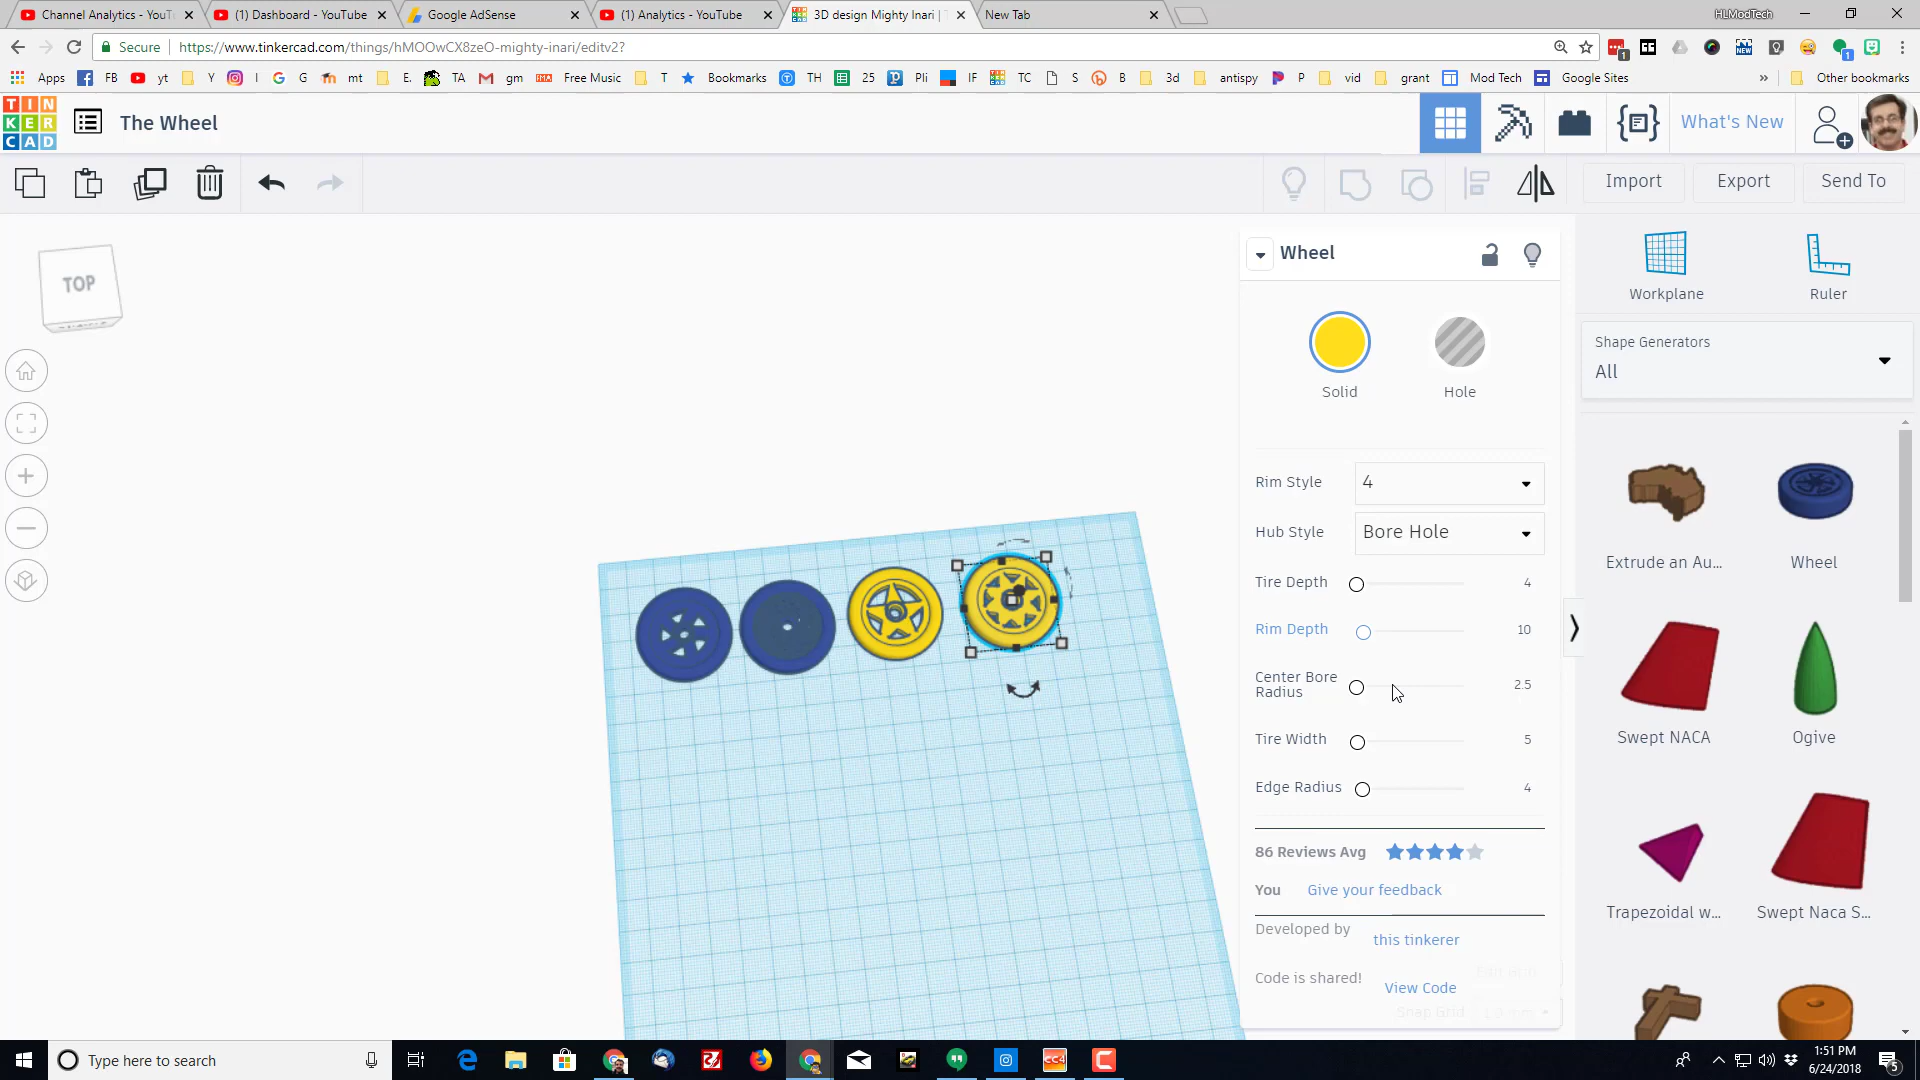 Channel Analytics - YouT
(1) Dashboard - YouTube
Google AdSense
(1) Analytics - YouTube
3D design Mighty Inari |
New Tab
HLModTech
Secure https://www.tinkercad.com/things/hMOOwCX8zeO-mighty-inari/editv2?
Apps FB yt Y I G mt E. TA gm Free Music T Bookmarks TH 25 Pli IF TC S B 3d antispy P vid grant Mod Tech Google Sites » Other bookmarks
TIN
KER
CAD
The Wheel
What's New
Import
Export
Send To
TOP
Wheel
Solid
Hole
Rim Style 4
Hub Style Bore Hole
Tire Depth 4
Rim Depth 10
Center Bore
Radius 2.5
Tire Width 5
Edge Radius 4
86 Reviews Avg
You Give your feedback
Developed by
this tinkerer
Code is shared!
View Code
Snap Grid
Workplane
Ruler
Shape Generators
All
Extrude an Au...
Wheel
Swept NACA
Ogive
Trapezoidal w...
Swept Naca S...
Type here to search
1:51 PM
6/24/2018
5